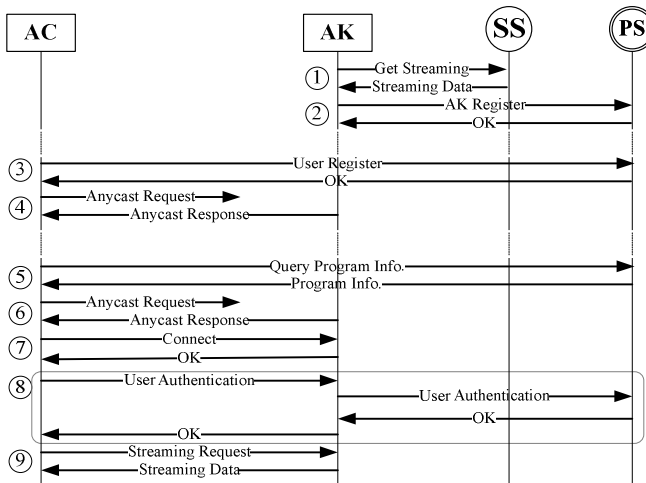 AC AK SS PS
① Get Streaming
Streaming Data
② AK Register
OK
③ User Register
OK
④ Anycast Request
Anycast Response
⑤ Query Program Info.
Program Info.
⑥ Anycast Request
Anycast Response
⑦ Connect
OK
⑧ User Authentication
User Authentication
OK
OK
⑨ Streaming Request
Streaming Data